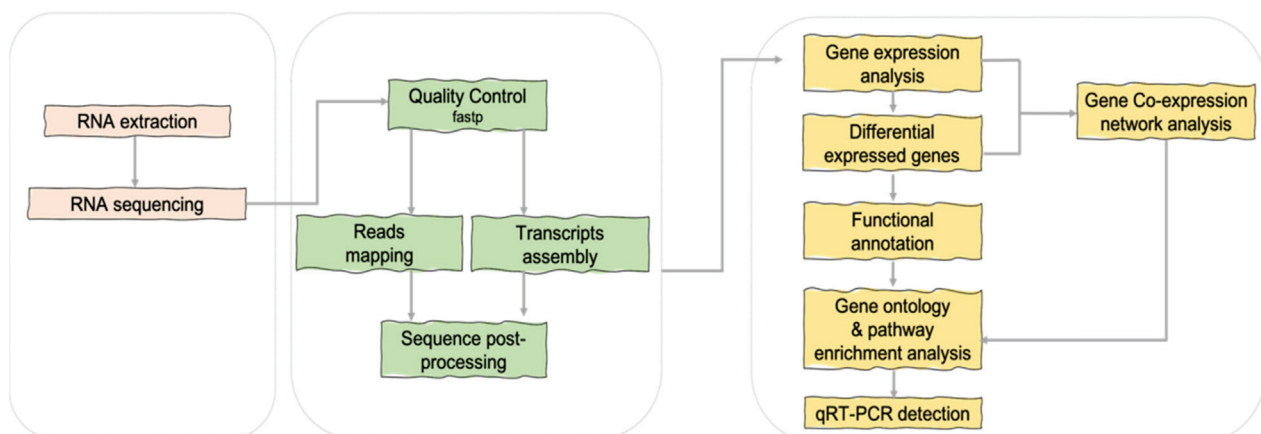 RNA extraction
RNA sequencing
Quality Control
fastp
Reads
mapping
Transcripts
assembly
Sequence post-
processing
Gene expression
analysis
Differential
expressed genes
Gene Co-expression
network analysis
Functional
annotation
Gene ontology
& pathway
enrichment analysis
qRT-PCR detection